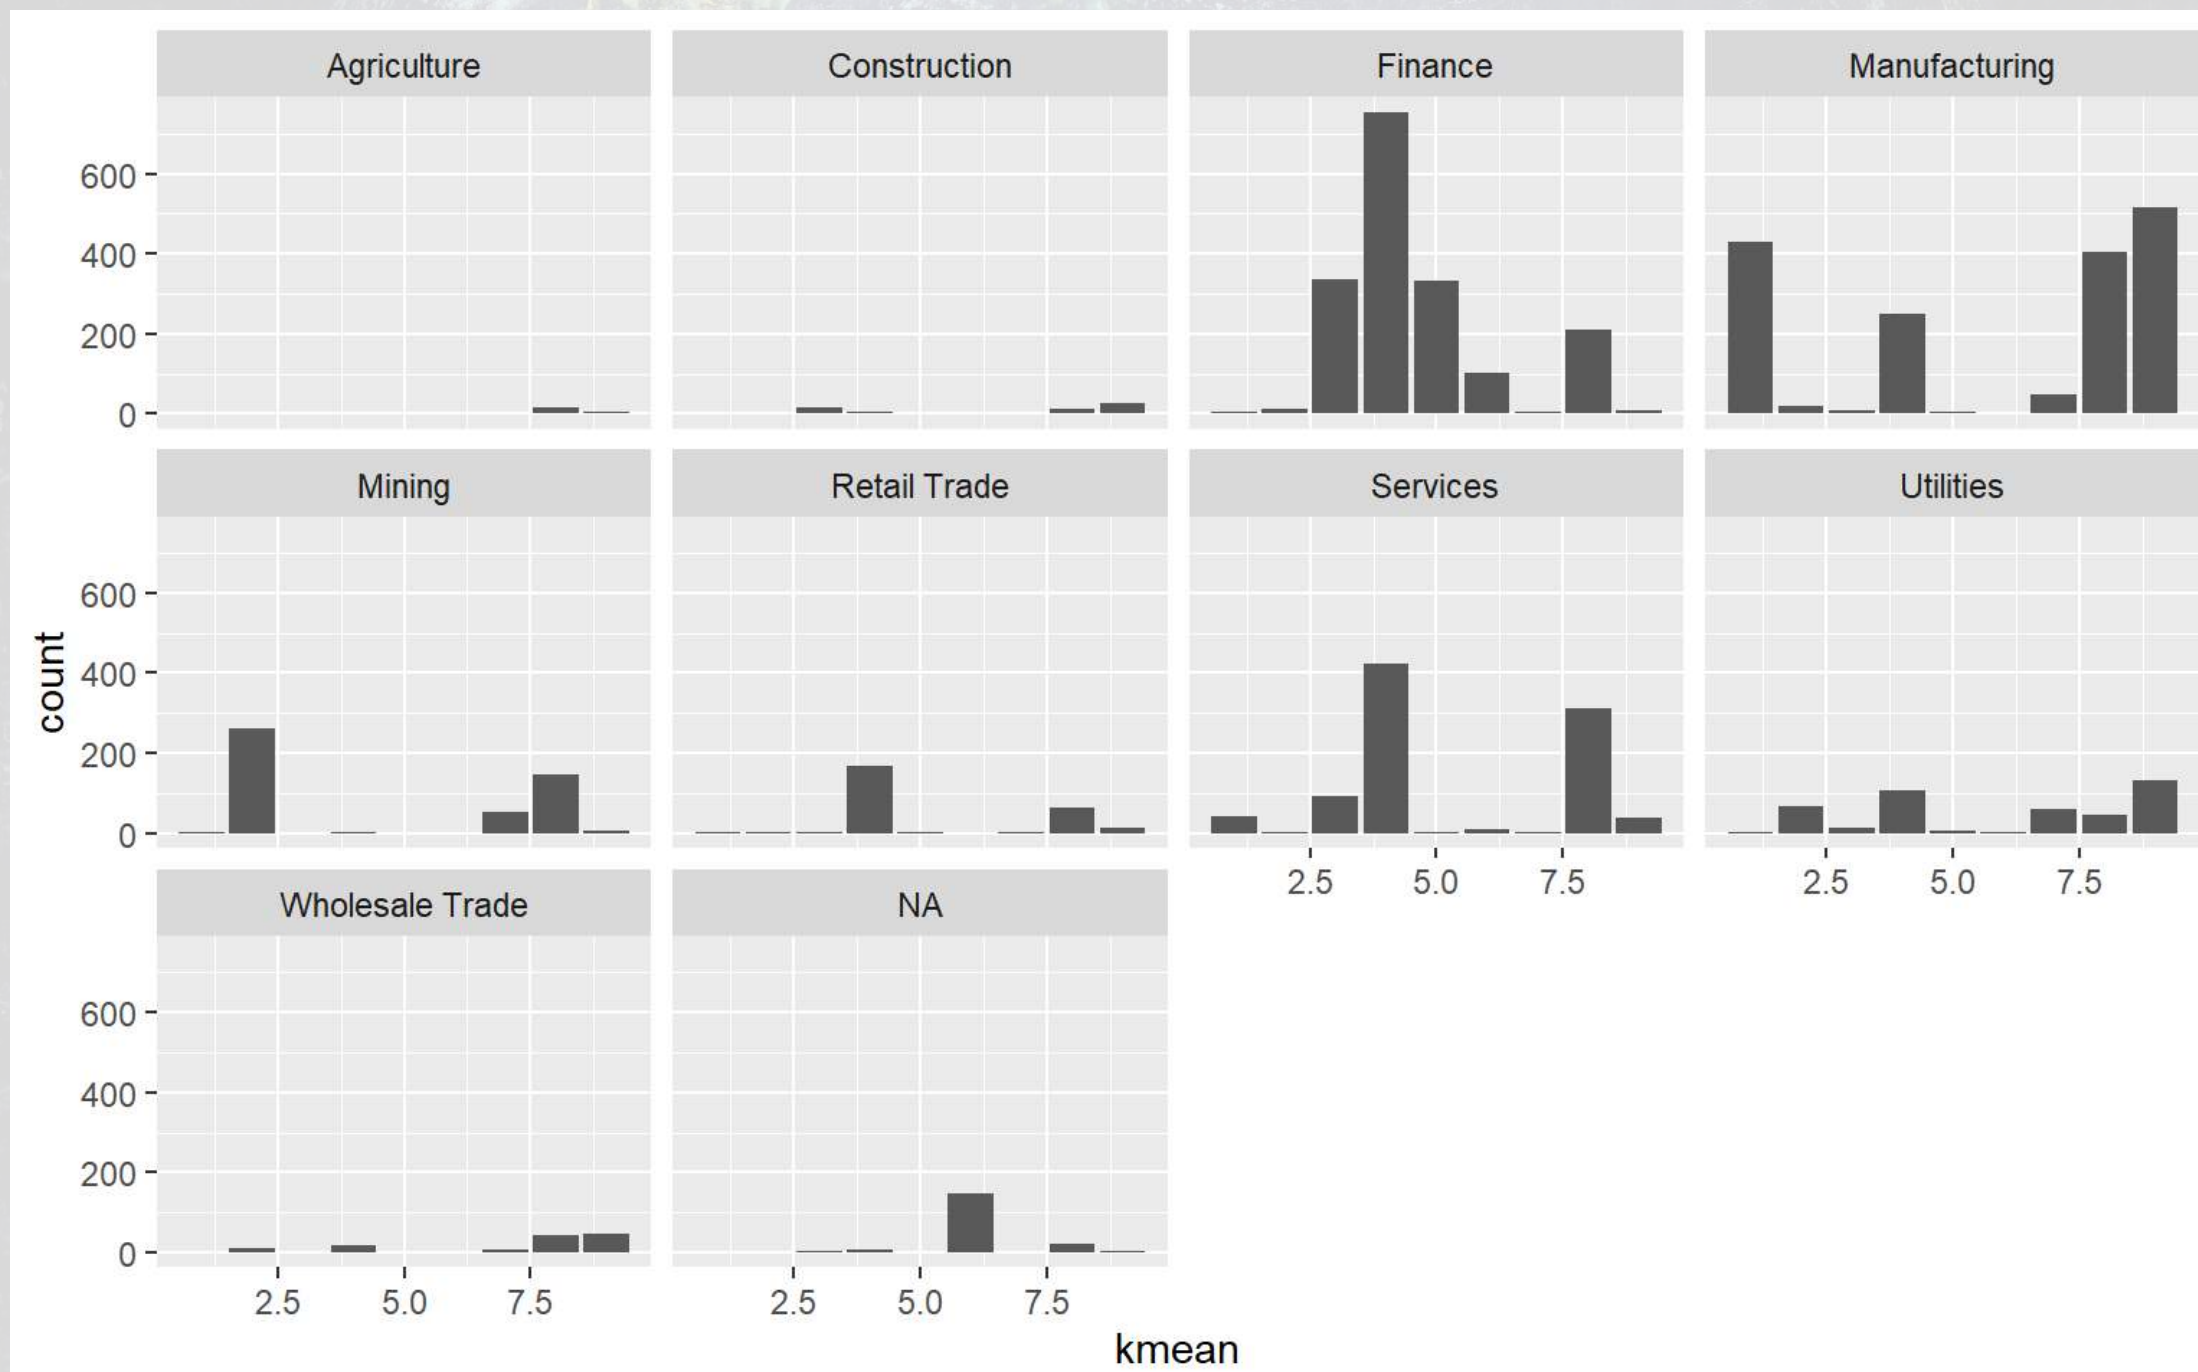 Agriculture Construction Finance Manufacturing
600
400
200
0
Mining Retail Trade Services Utilities
600
400
200
0
count
2.5 5.0 7.5 2.5 5.0 7.5
Wholesale Trade NA
600
400
200
0
2.5 5.0 7.5 2.5 5.0 7.5
kmean